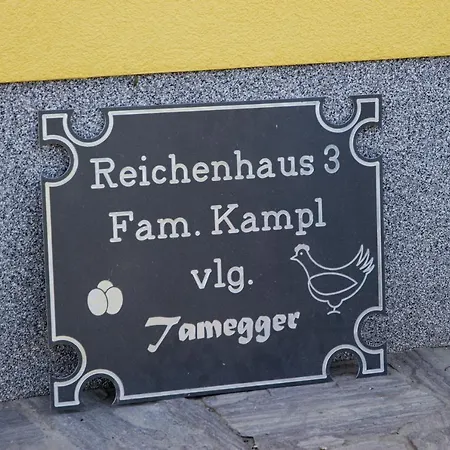 Reichenhaus 3
Fam. Kampl
vlg.
Tamegger